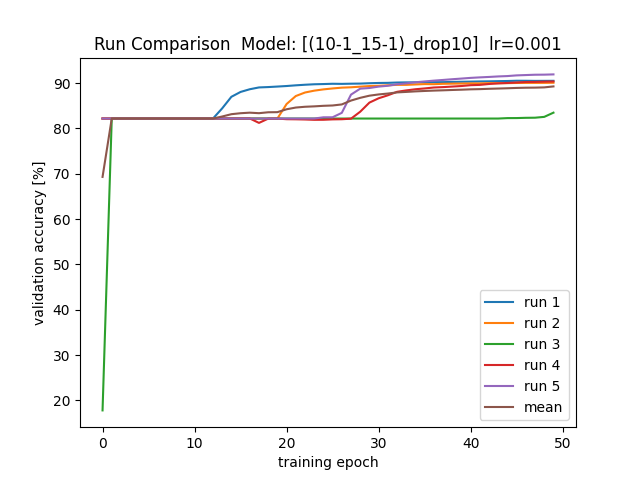 Run Comparison  Model: [(10-1_15-1)_drop10]  lr=0.001
validation accuracy [%]
90
80
70
60
50
40
30
20
0
10
20
30
40
50
training epoch
run 1
run 2
run 3
run 4
run 5
mean